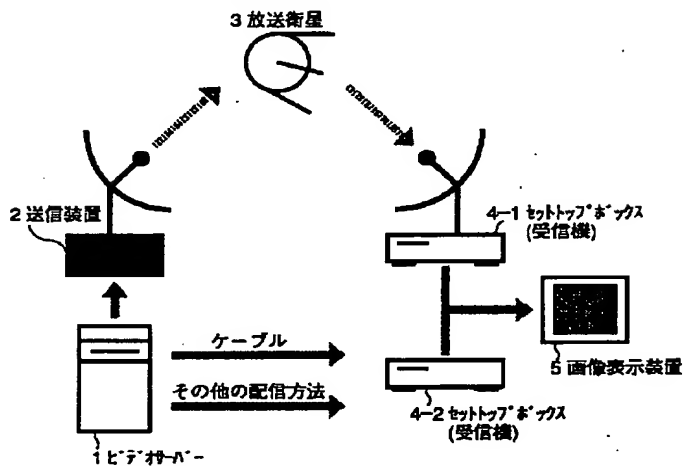 3 放送衛星
2 送信装置
4-1 セットトップボックス
(受信機)
ケーブル
5 画像表示装置
その他の配信方法
4-2 セットトップボックス
(受信機)
1 ビデオサーバー